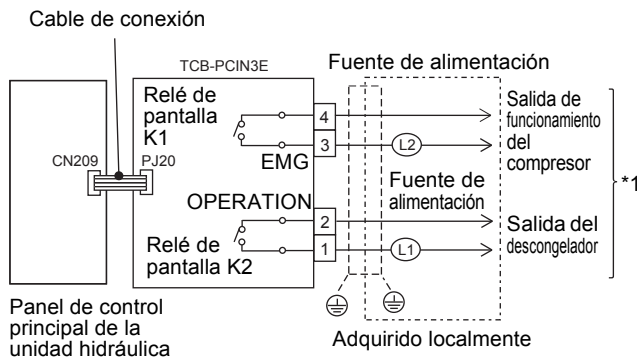 Cable de conexión
TCB-PCIN3E
Fuente de alimentación
Relé de
pantalla
K1
4
3
EMG
L2
Salida de
funcionamiento
del
compresor
CN209
PJ20
*1
OPERATION
Fuente de
alimentación
2
1
Relé de
pantalla K2
L1
Salida del
descongelador
Panel de control
principal de la
unidad hidráulica
Adquirido localmente